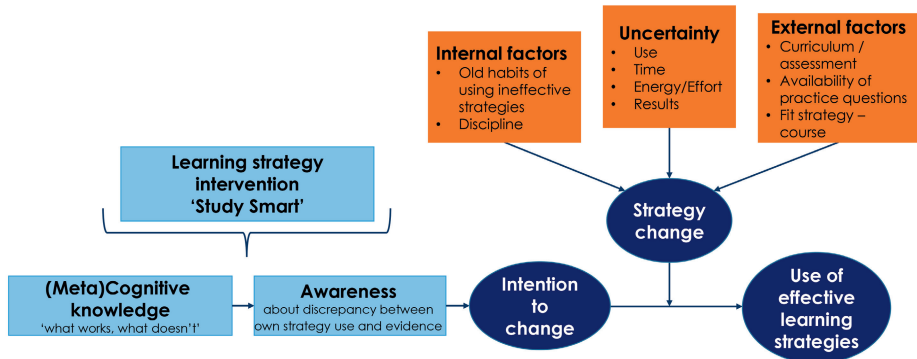 Internal factors
• Old habits of
using ineffective
strategies
• Discipline
Uncertainty
• Use
• Time
• Energy/Effort
• Results
External factors
• Curriculum /
assessment
• Availability of
practice questions
• Fit strategy –
course
Learning strategy
intervention
‘Study Smart’
Strategy
change
(Meta)Cognitive
knowledge
‘what works, what doesn’t’
Awareness
about discrepancy between
own strategy use and evidence
Intention
to
change
Use of
effective
learning
strategies